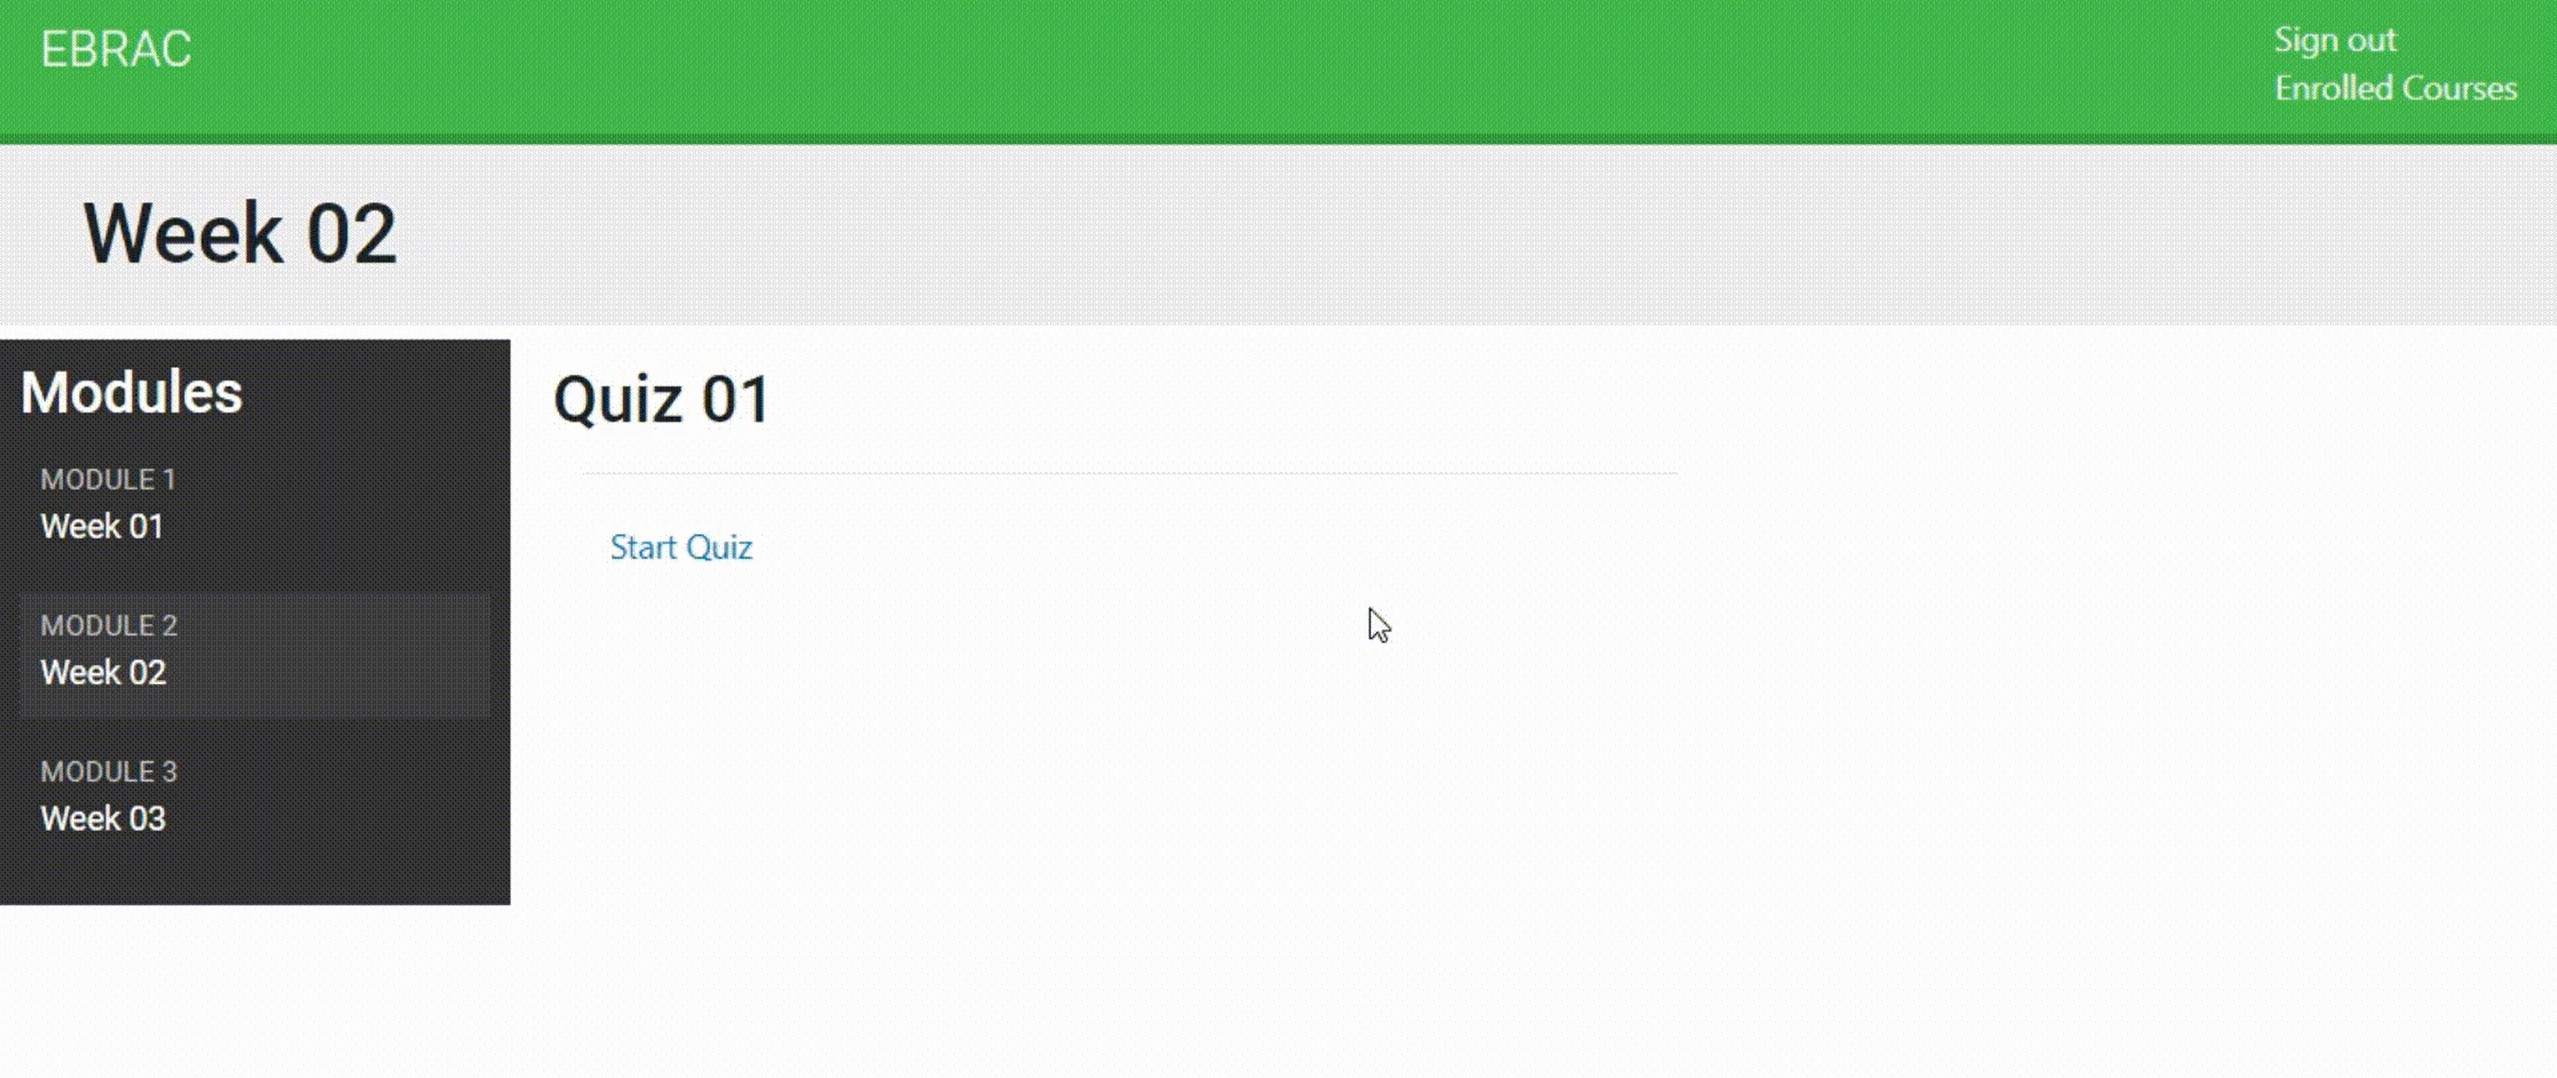 EBRAC
Sign out
Enrolled Courses
Week 02
Modules
MODULE 1
Week 01
MODULE 2
Week 02
MODULE 3
Week 03
Quiz 01
Start Quiz